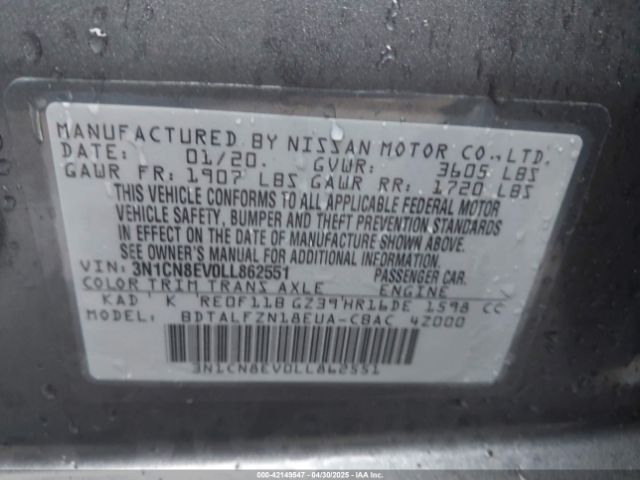 MANUFACTURED BY NISSAN MOTOR CO., LTD.
DATE: 01/20. GVWR: 3605 LBS
GAWR FR: 1907 LBS GAWR RR: 1720 LBS
THIS VEHICLE CONFORMS TO ALL APPLICABLE FEDERAL MOTOR
VEHICLE SAFETY, BUMPER AND THEFT PREVENTION STANDARDS
IN EFFECT ON THE DATE OF MANUFACTURE SHOWN ABOVE.
SEE OWNER'S MANUAL FOR ADDITIONAL INFORMATION.
VIN: 3N1CN8EV0LL862551 PASSENGER CAR.
COLOR TRIM TRANS AXLE ENGINE
KAD K RE0F11B GZ39 HR16DE 1598 CC
MODEL: BDTALFZN18EUA-CBAC 4Z000
3N1CN8EV0LL862551
000-42149547 - 04/30/2025 - IAAI.COM